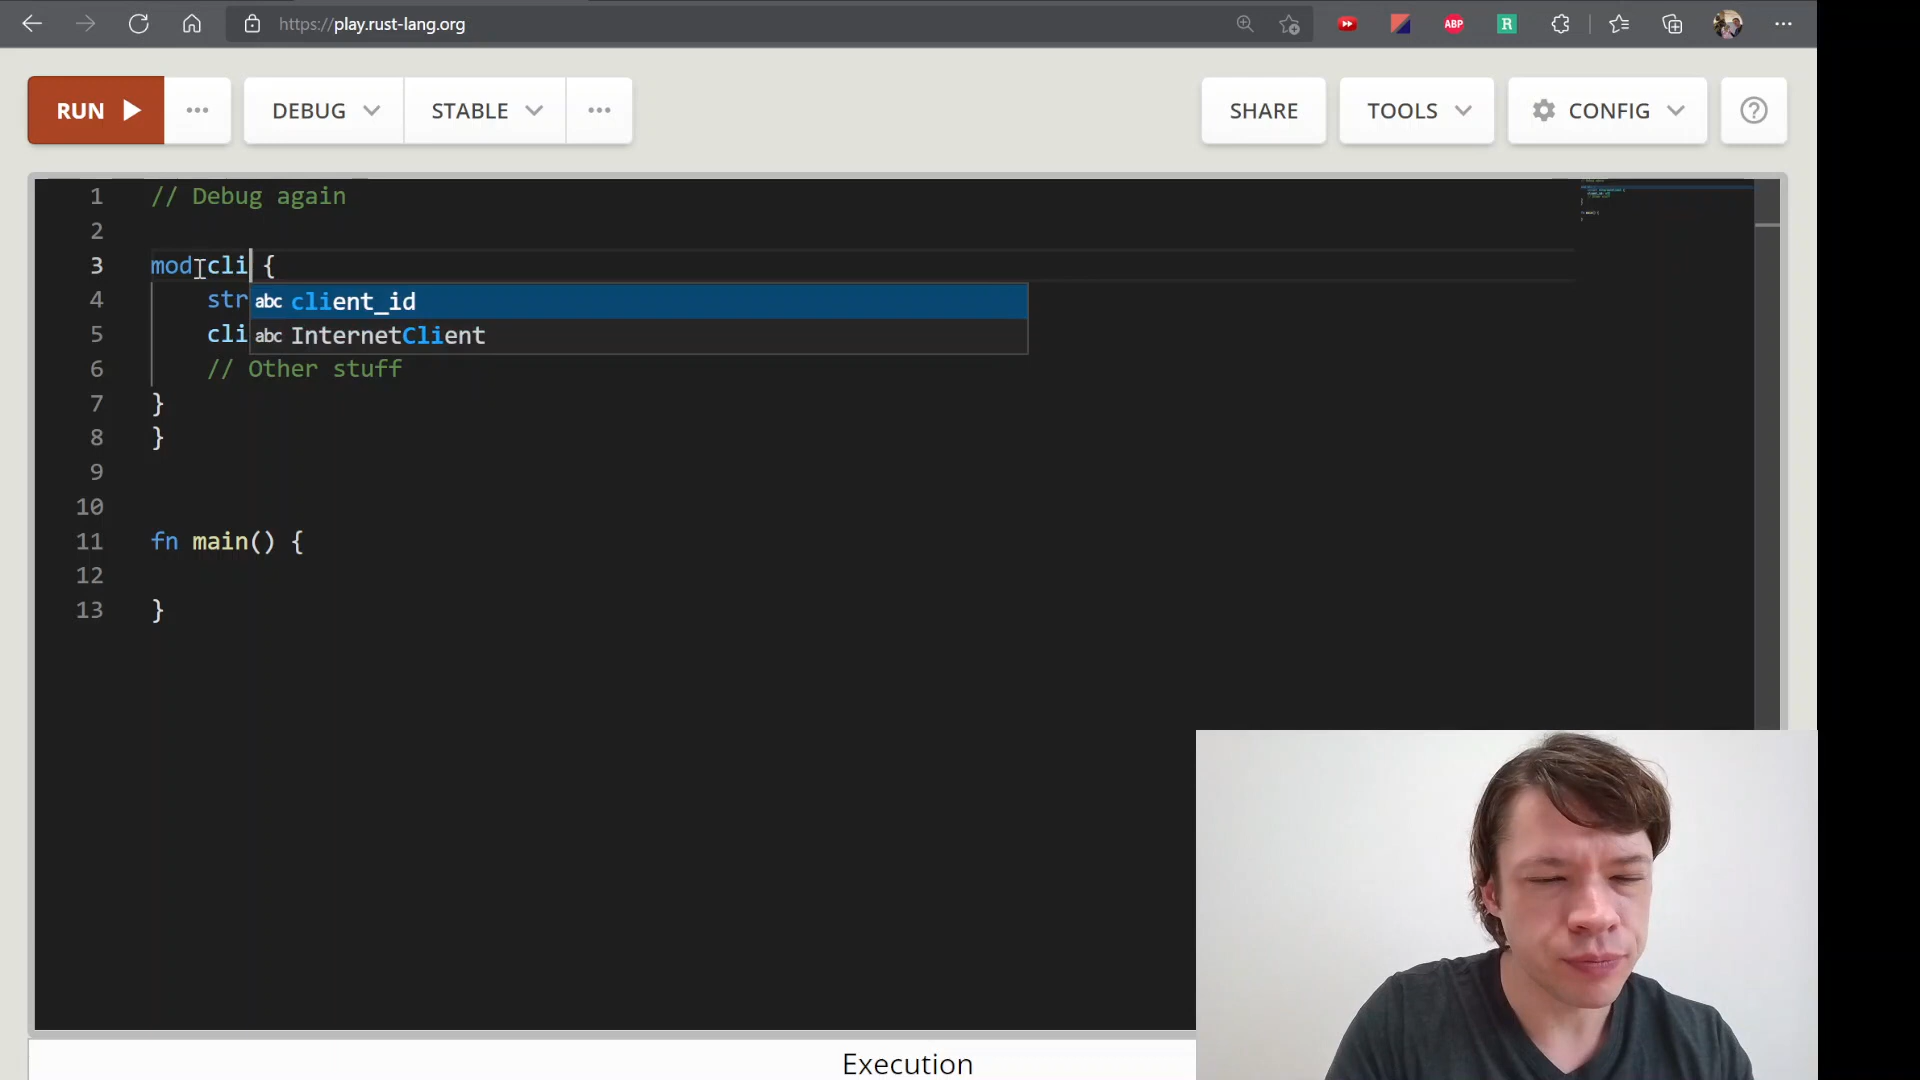 https://play.rust-lang.org
ABP
R
RUN
DEBUG
STABLE
SHARE
TOOLS
CONFIG
1 // Debug again
2
3 mod cli {
4 str
abc client_id
5 cli
abc InternetClient
6 // Other stuff
7 }
8 }
9
10
11 fn main() {
12
13 }
Execution